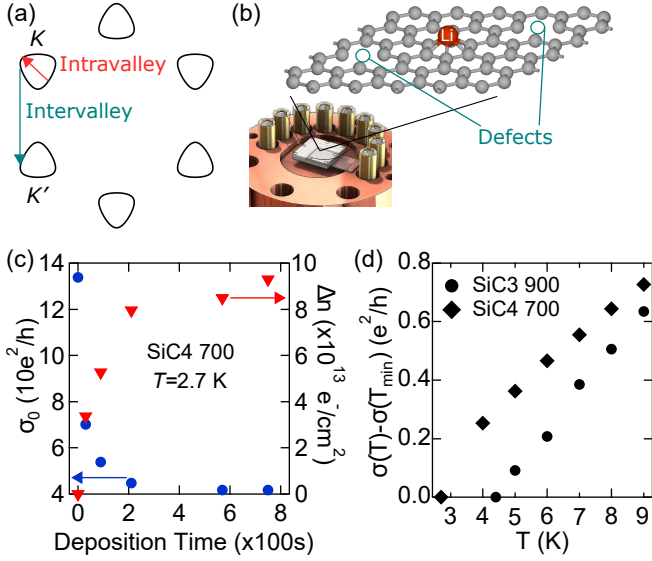 (a)
K
Intravalley
Intervalley
K′
(b)
Li
Defects
(c)
14
12
10
8
6
4
σ₀ (10e²/h)
SiC4 700
T=2.7 K
10
8
6
4
2
0
Δn (x10¹³ e⁻/cm²)
0
2
4
6
8
Deposition Time (x100s)
(d)
0.8
0.6
0.4
0.2
0.0
σ(T)-σ(Tₘᵢₙ) (e²/h)
SiC3 900
SiC4 700
3
4
5
6
7
8
9
T (K)